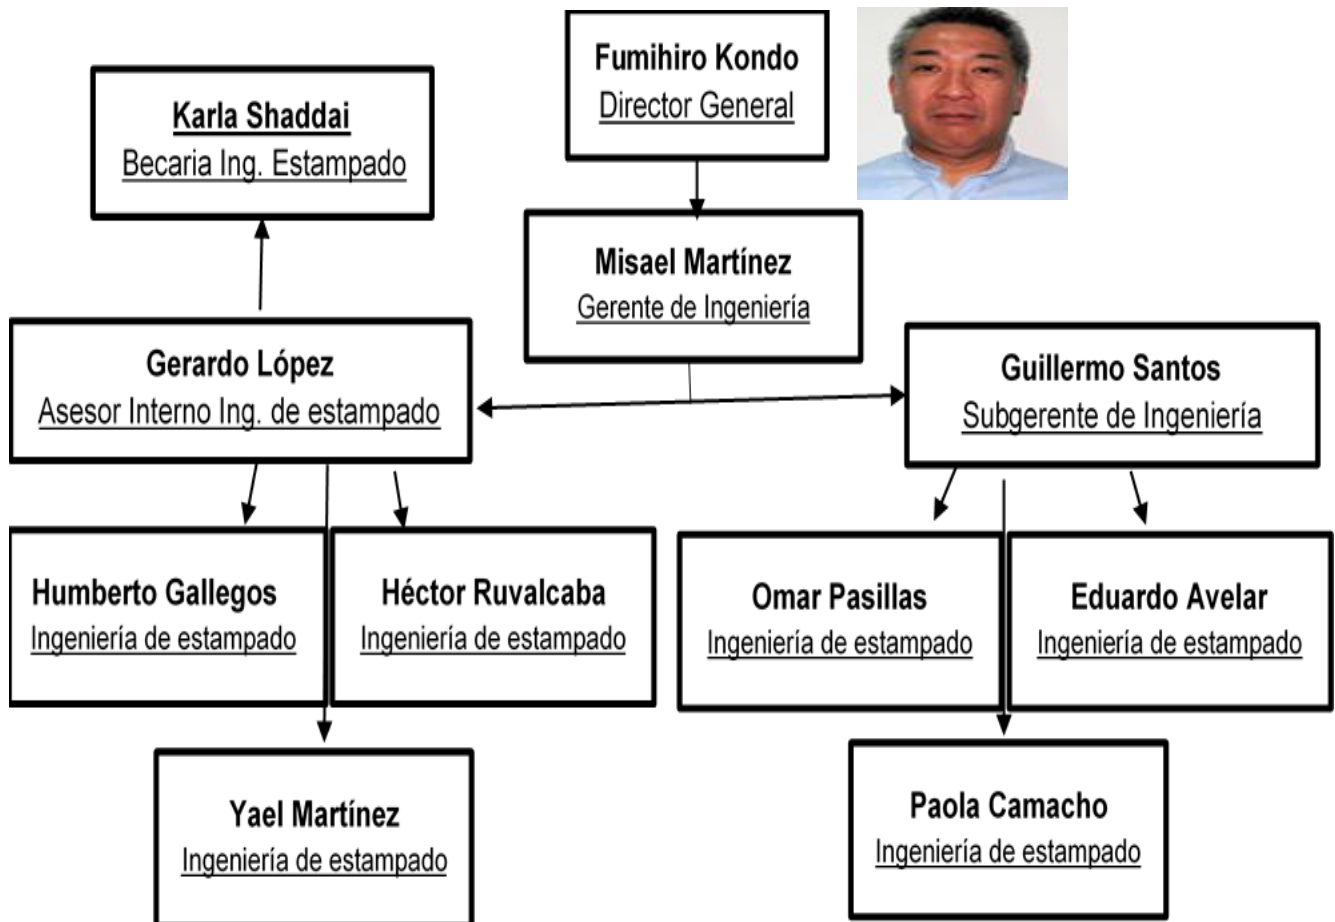 Fumihiro Kondo
Director General
Karla Shaddai
Becaria Ing. Estampado
Misael Martínez
Gerente de Ingeniería
Gerardo López
Asesor Interno Ing. de estampado
Guillermo Santos
Subgerente de Ingeniería
Humberto Gallegos
Ingeniería de estampado
Héctor Ruvalcaba
Ingeniería de estampado
Omar Pasillas
Ingeniería de estampado
Eduardo Avelar
Ingeniería de estampado
Yael Martínez
Ingeniería de estampado
Paola Camacho
Ingeniería de estampado